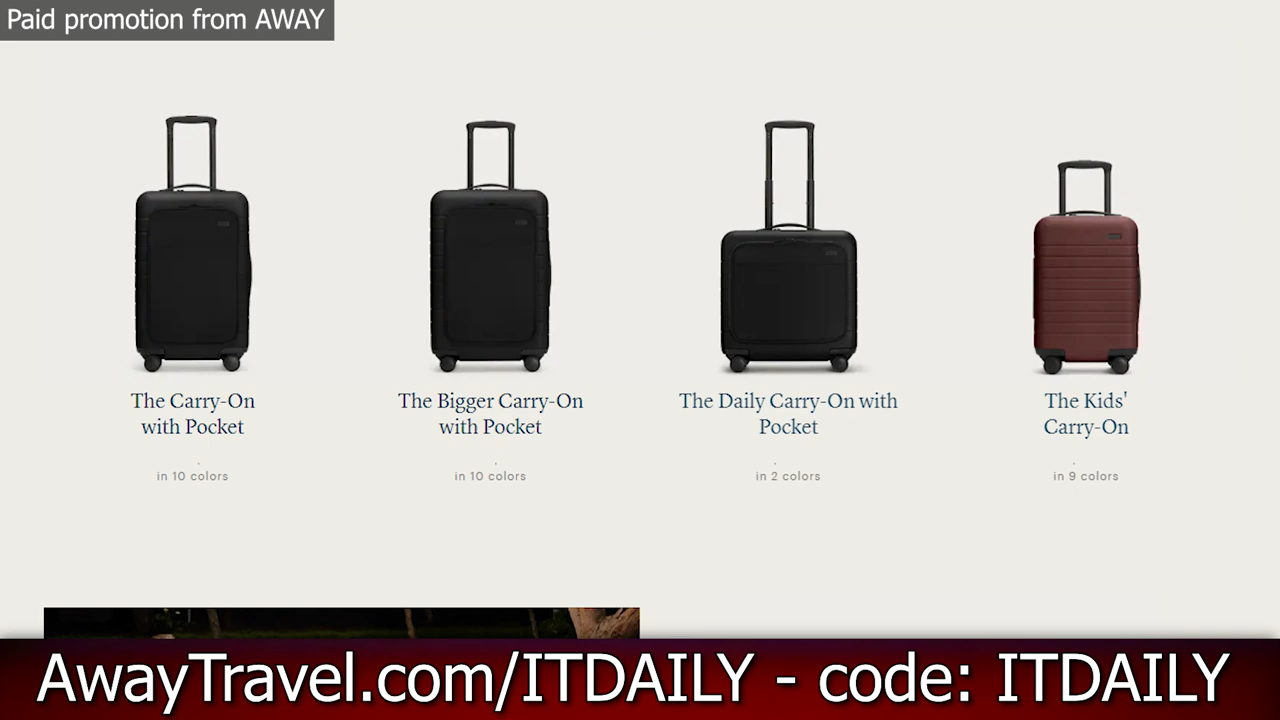 Paid promotion from AWAY
The Carry-On
with Pocket
in 10 colors
The Bigger Carry-On
with Pocket
in 10 colors
The Daily Carry-On with
Pocket
in 2 colors
The Kids'
Carry-On
in 9 colors
AwayTravel.com/ITDAILY - code: ITDAILY